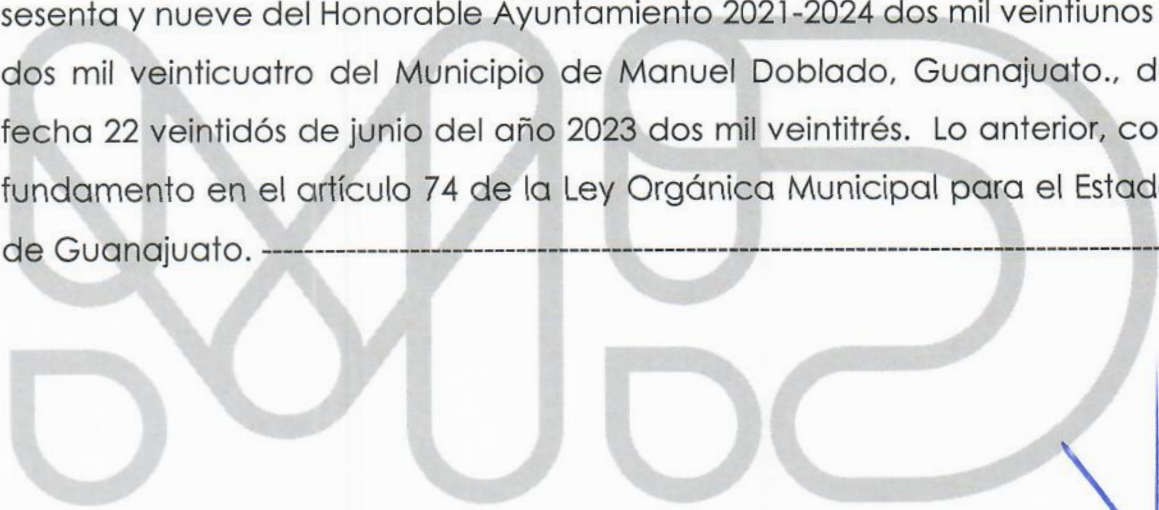 sesenta y nueve del Honorable Ayuntamiento 2021-2024 dos mil veintiunos
dos mil veinticuatro del Municipio de Manuel Doblado, Guanajuato., d
fecha 22 veintidós de junio del año 2023 dos mil veintitrés. Lo anterior, co
fundamento en el artículo 74 de la Ley Orgánica Municipal para el Estad
de Guanajuato. ------------------------------------------------------------